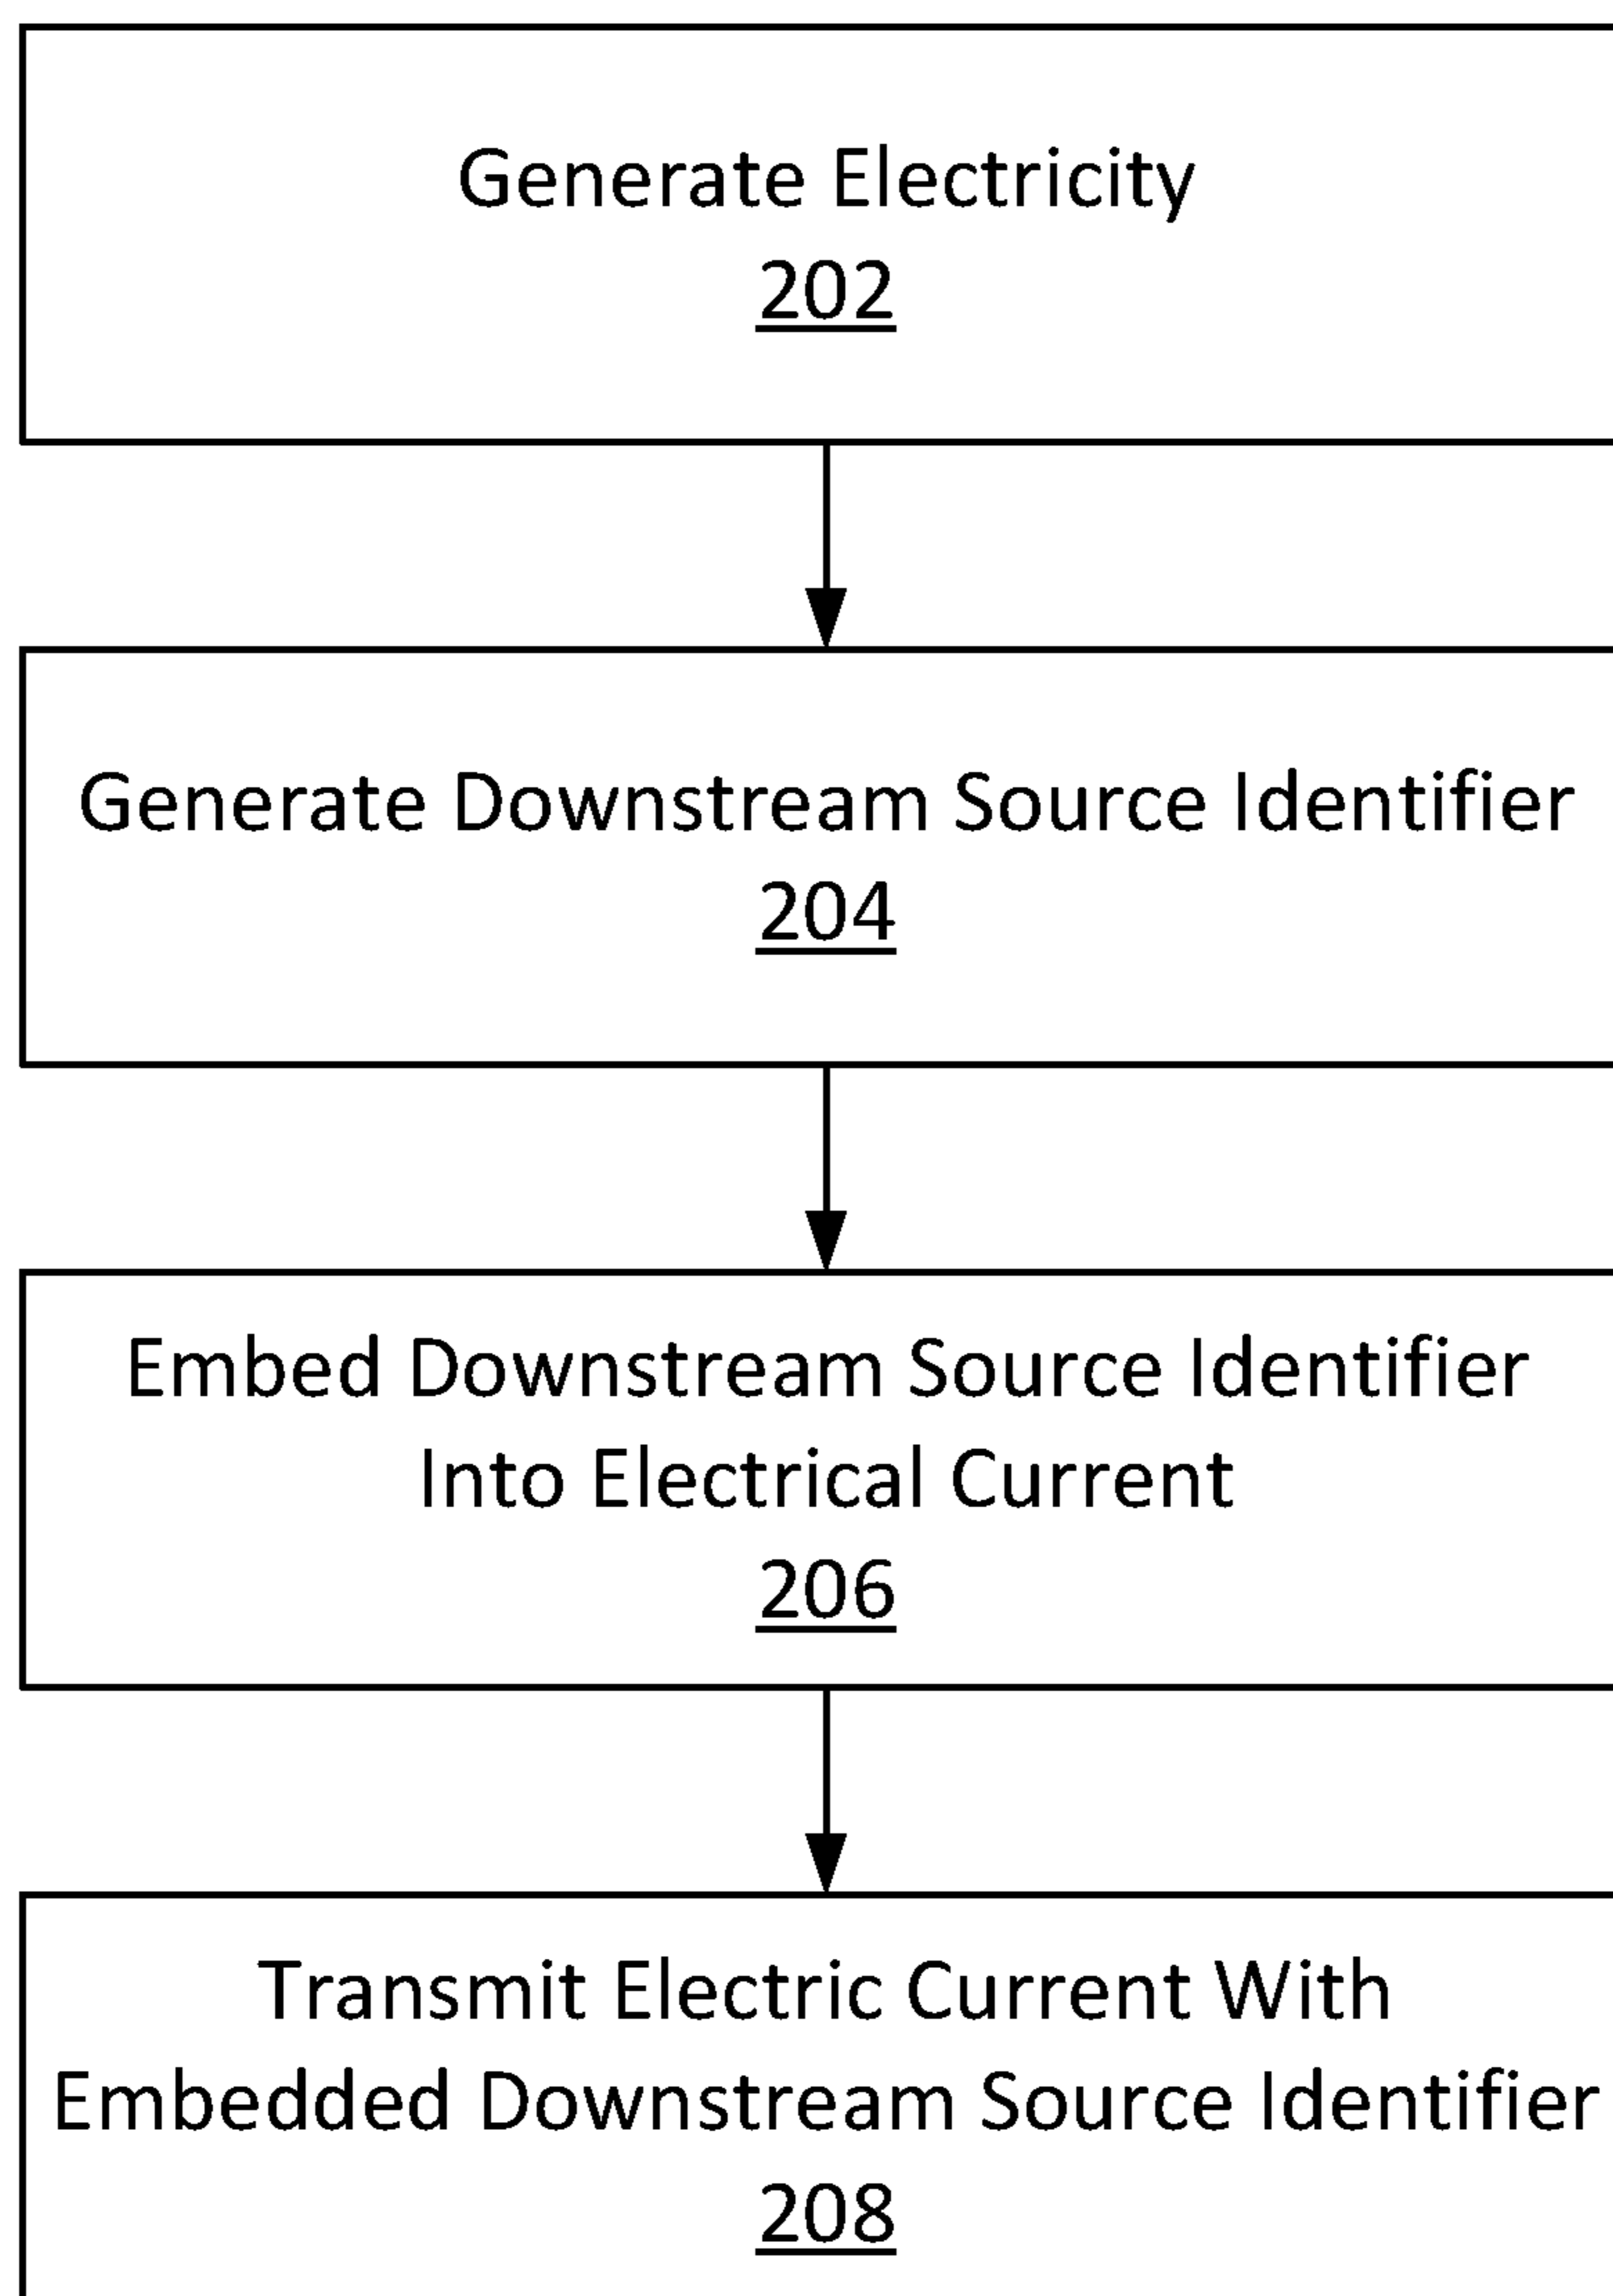 Generate Electricity
202
Generate Downstream Source Identifier
204
Embed Downstream Source Identifier
Into Electrical Current
206
Transmit Electric Current With
Embedded Downstream Source Identifier
208